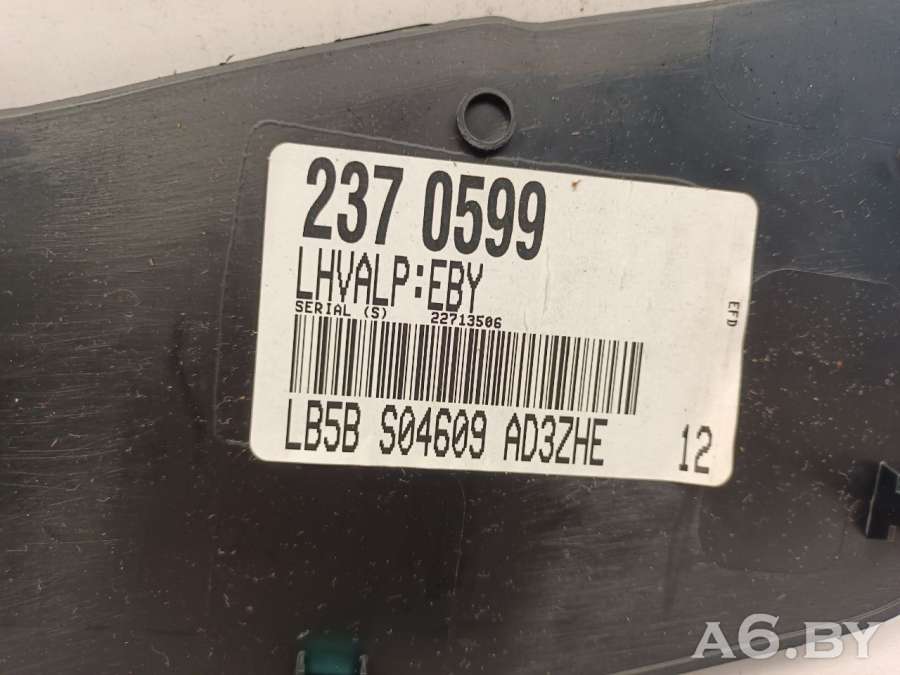 237 0599
LHVALP:EBY
SERIAL (S) 22713506
LB5B S04609 AD3ZHE 12
EFD
A6.BY